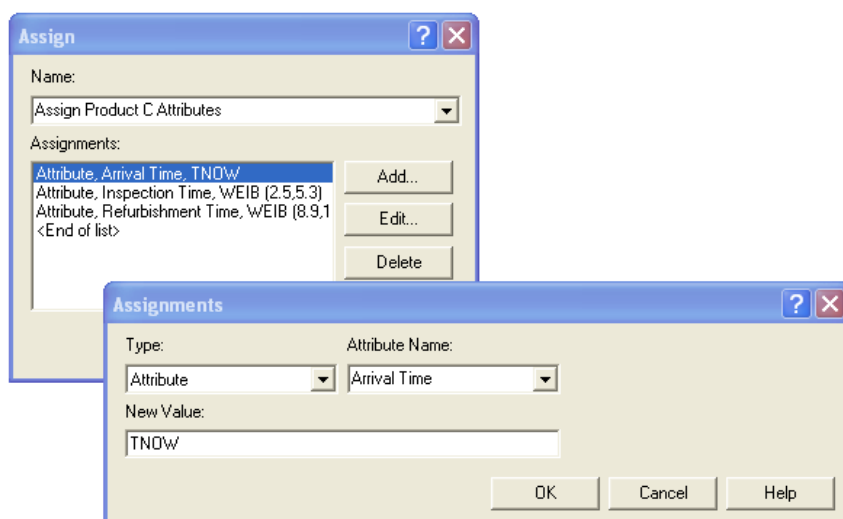 Assign
Name:
Assign Product C Attributes
Assignments:
Attribute, Arrival Time, TNOW
Attribute, Inspection Time, WEIB (2.5,5.3)
Attribute, Refurbishment Time, WEIB (8.9,1
<End of list>
Add...
Edit...
Delete
Assignments
Type:
Attribute Name:
Attribute
Arrival Time
New Value:
TNOW
OK
Cancel
Help